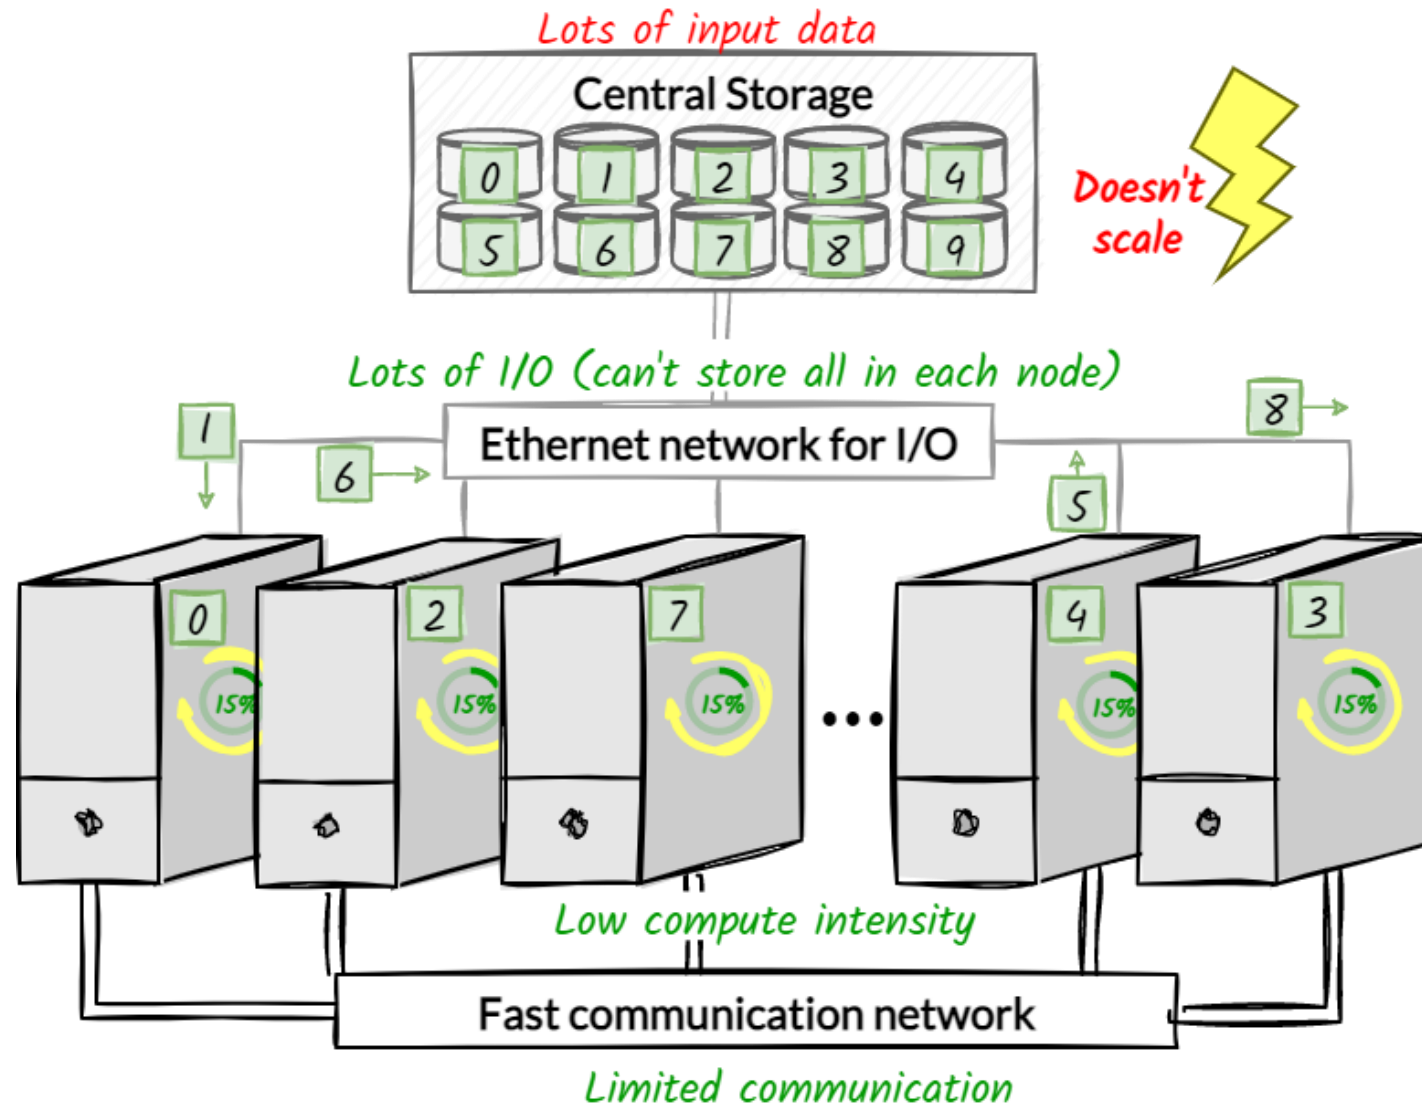 Lots of input data
Central Storage
0 1 2 3 4
5 6 7 8 9
Doesn't
scale
Lots of I/O (can't store all in each node)
Ethernet network for I/O
1
6
5
8
0
2
7
4
3
15%
15%
15%
15%
15%
Low compute intensity
Fast communication network
Limited communication